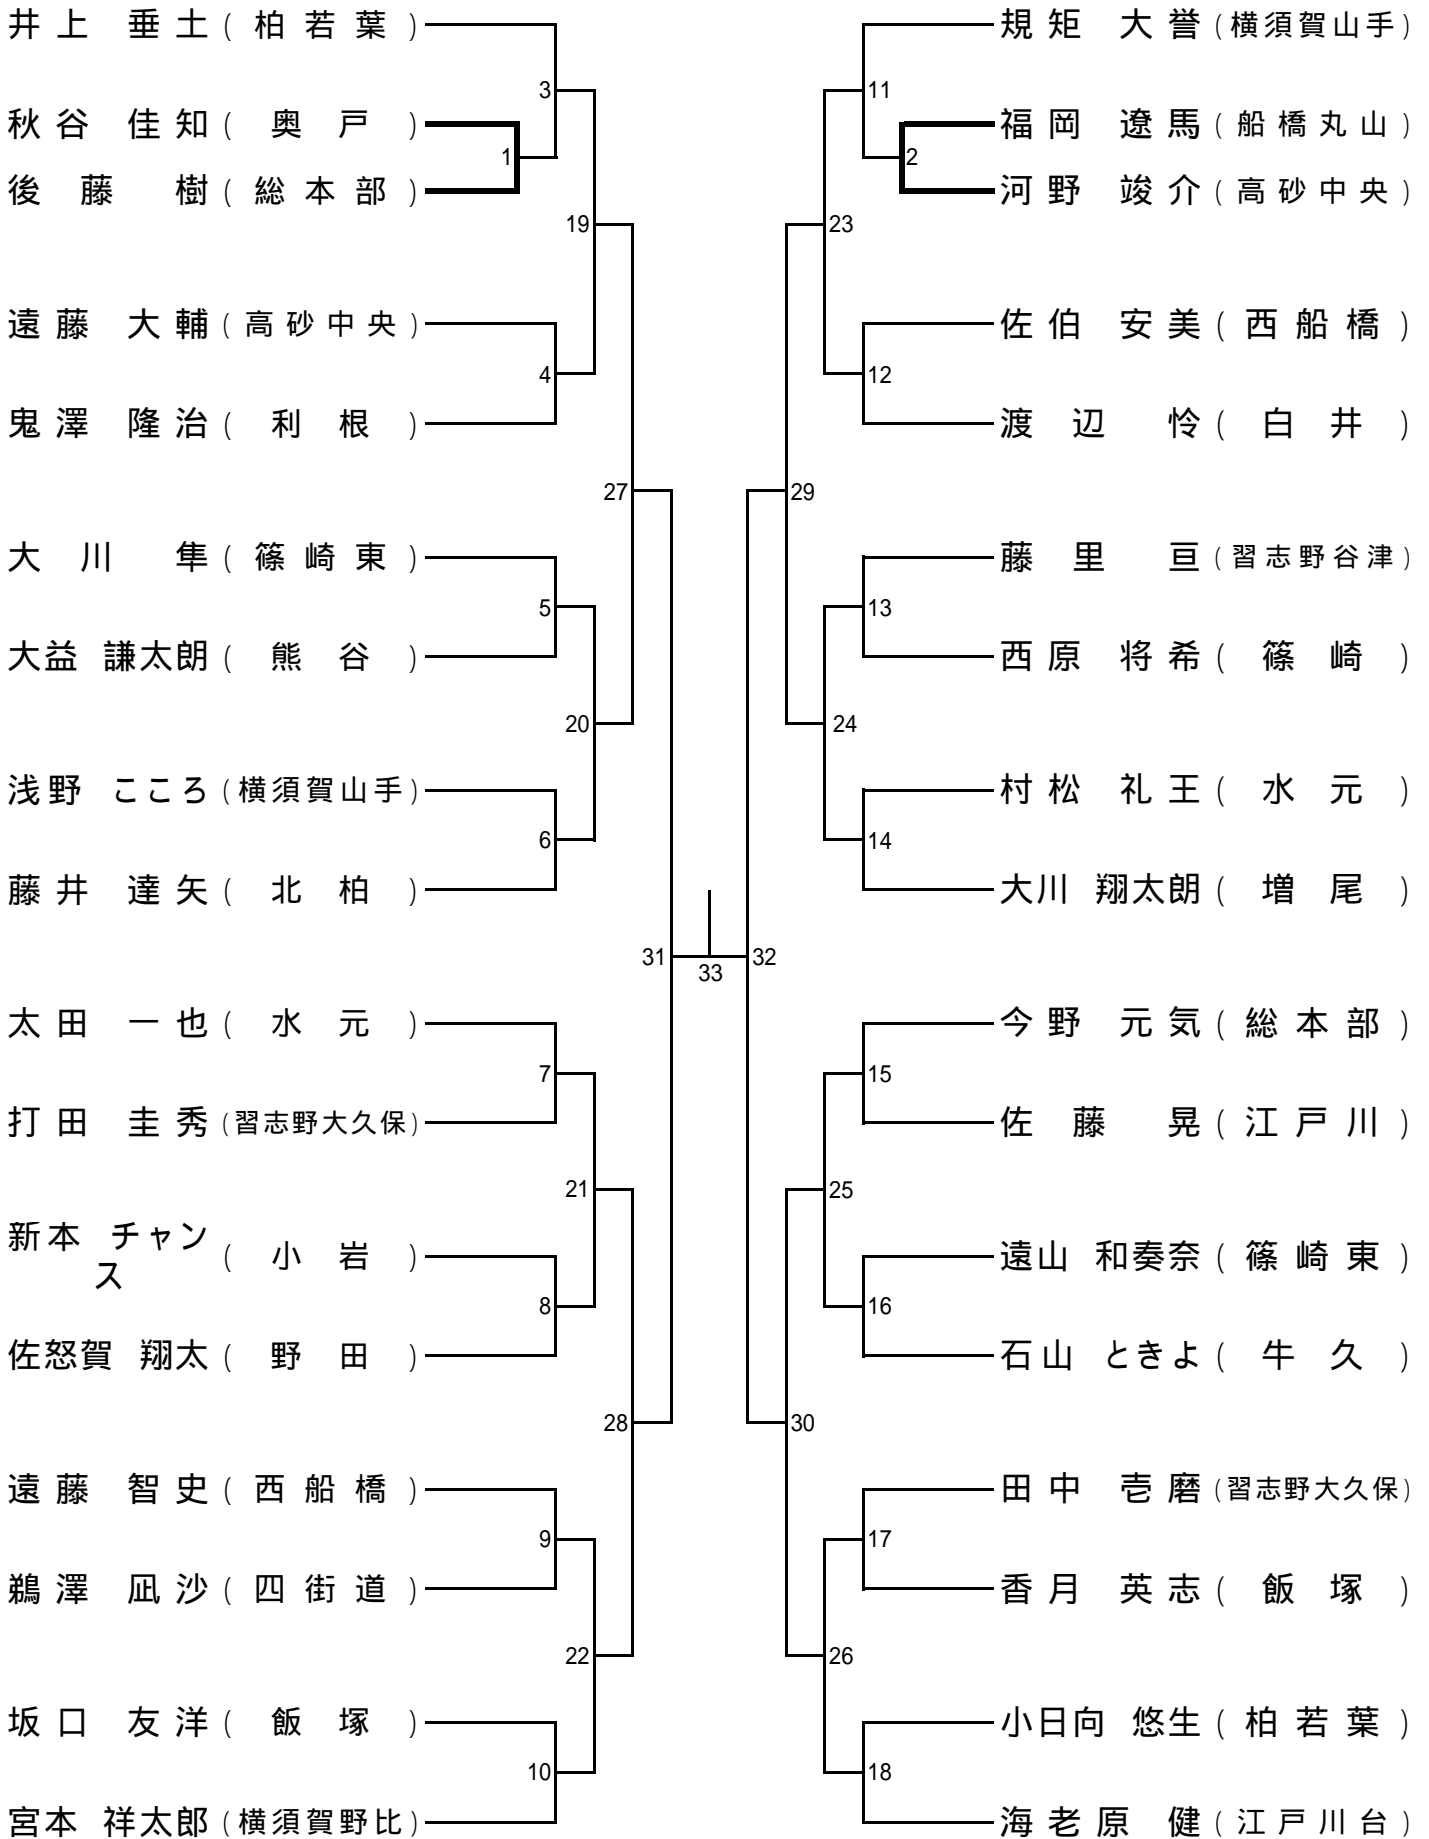 井上 垂士 (柏若葉)
3
秋谷 佳知 (奥戸)
1
後藤 樹 (総本部)
19
遠藤 大輔 (高砂中央)
4
鬼澤 隆治 (利根)
27
大川 隼 (篠崎東)
5
大益 謙太朗 (熊谷)
20
浅野 こころ (横須賀山手)
6
藤井 達矢 (北柏)
31
太田 一也 (水元)
7
打田 圭秀 (習志野大久保)
21
新本 チャン
ス
(小岩)
8
佐怒賀 翔太 (野田)
28
遠藤 智史 (西船橋)
9
鵜澤 凪沙 (四街道)
22
坂口 友洋 (飯塚)
10
宮本 祥太郎 (横須賀野比)
33
規矩 大誉 (横須賀山手)
11
福岡 遼馬 (船橋丸山)
2
河野 竣介 (高砂中央)
23
佐伯 安美 (西船橋)
12
渡辺 怜 (白井)
29
藤里 亘 (習志野谷津)
13
西原 将希 (篠崎)
24
村松 礼王 (水元)
14
大川 翔太朗 (増尾)
32
今野 元気 (総本部)
15
佐藤 晃 (江戸川)
25
遠山 和奏奈 (篠崎東)
16
石山 ときよ (牛久)
30
田中 壱磨 (習志野大久保)
17
香月 英志 (飯塚)
26
小日向 悠生 (柏若葉)
18
海老原 健 (江戸川台)